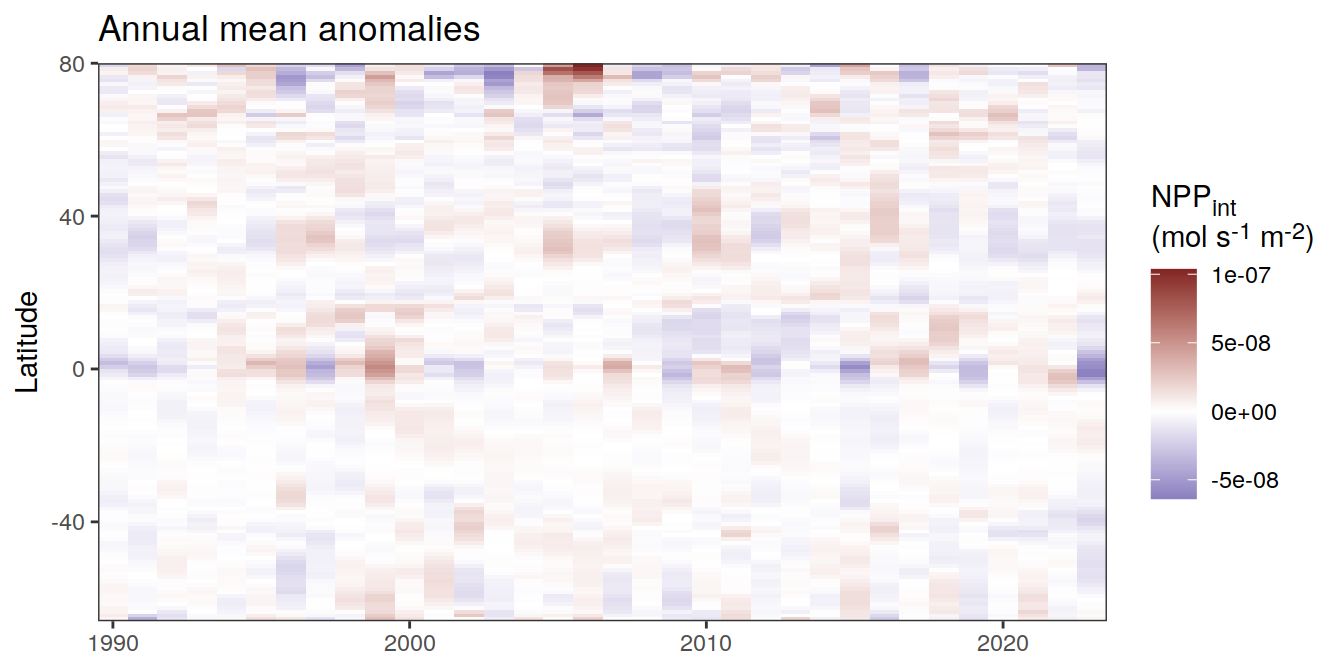 Annual mean anomalies
80
40
0
-40
Latitude
1990
2000
2010
2020
NPPint
(mol s-1 m-2)
1e-07
5e-08
0e+00
-5e-08